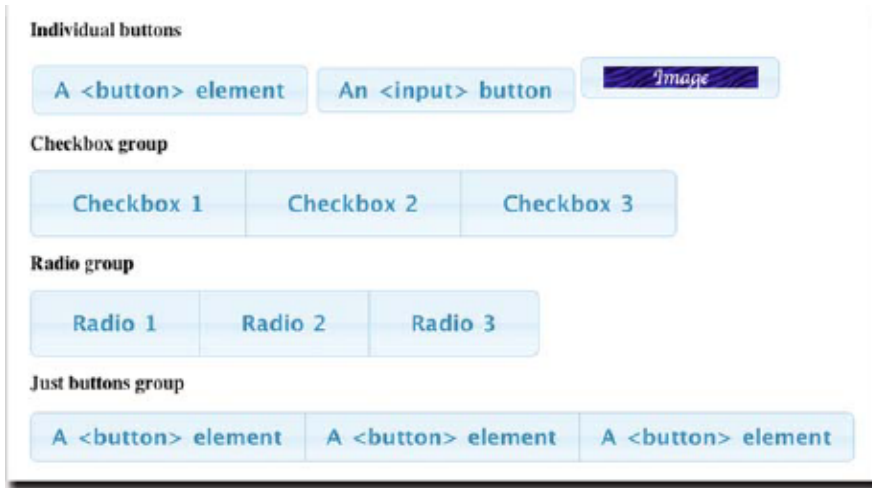 Individual buttons
A <button> element An <input> button Image
Checkbox group
Checkbox 1 Checkbox 2 Checkbox 3
Radio group
Radio 1 Radio 2 Radio 3
Just buttons group
A <button> element A <button> element A <button> element